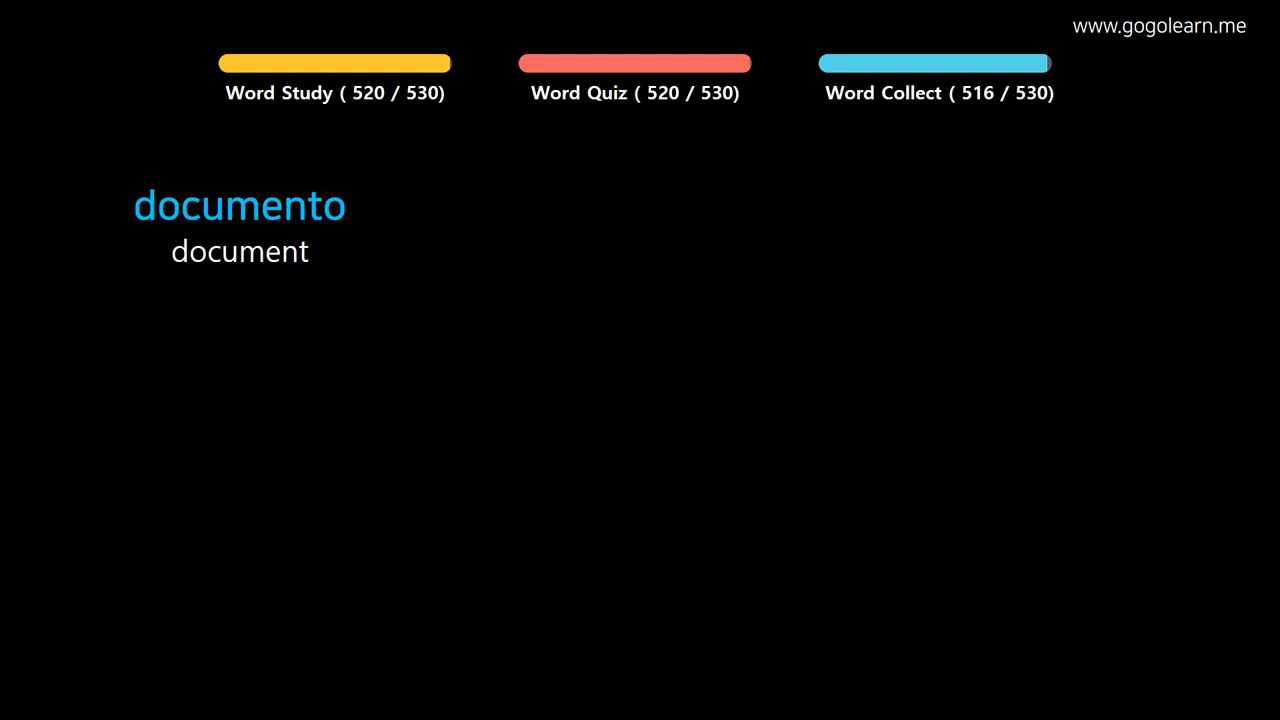 www.gogolearn.me
Word Study ( 520 / 530)
Word Quiz ( 520 / 530)
Word Collect ( 516 / 530)
documento
document